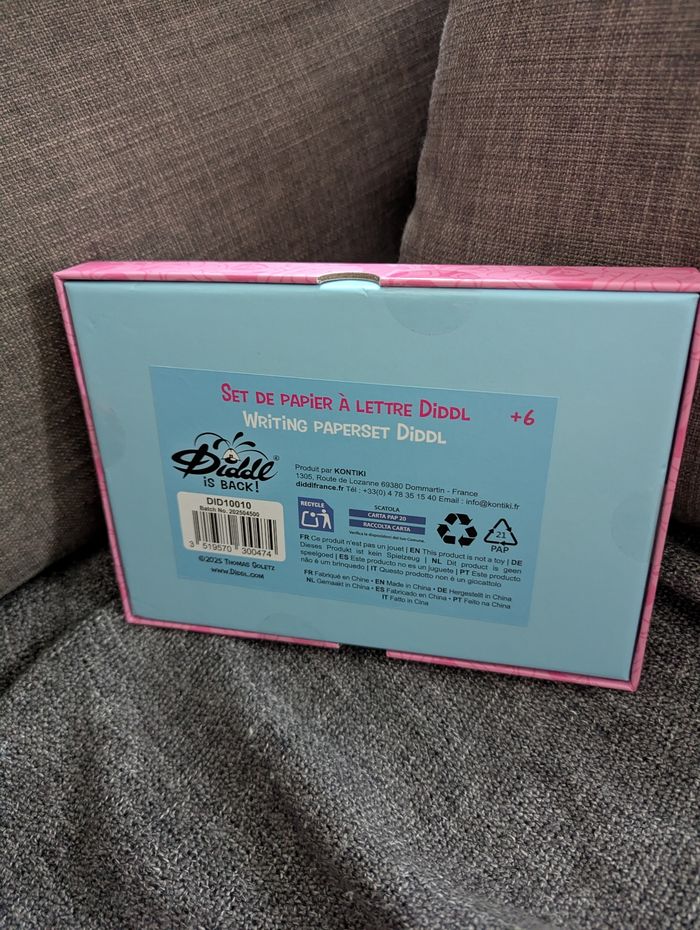 SET DE PAPIER À LETTRE DIDDL
+6
WRITING PAPERSET DIDDL
Diddl®
IS BACK!
Produit par KONTIKI
1305, Route de Lozanne 69380 Dommartin - France
diddlfrance.fr Tél : +33(0) 4 78 35 15 40 Email : info@kontiki.fr
DID10010
Batch No. 202504500
3 519570 300474
©2025 THOMAS GOLETZ
WWW.DIDDL.COM
RECYCLE
SCATOLA
CARTA PAP 20
RACCOLTA CARTA
Verifica le disposizioni del tuo Comune.
21
PAP
FR Ce produit n'est pas un jouet | EN This product is not a toy | DE
Dieses Produkt ist kein Spielzeug | NL Dit product is geen
speelgoed | ES Este producto no es un juguete | PT Este producto
não é um brinquedo | IT Questo prodotto non è un giocattolo
FR Fabriqué en Chine • EN Made in China • DE Hergestellt in China
NL Gemaakt in China • ES Fabricado en China • PT Feito na China
IT Fatto in Cina